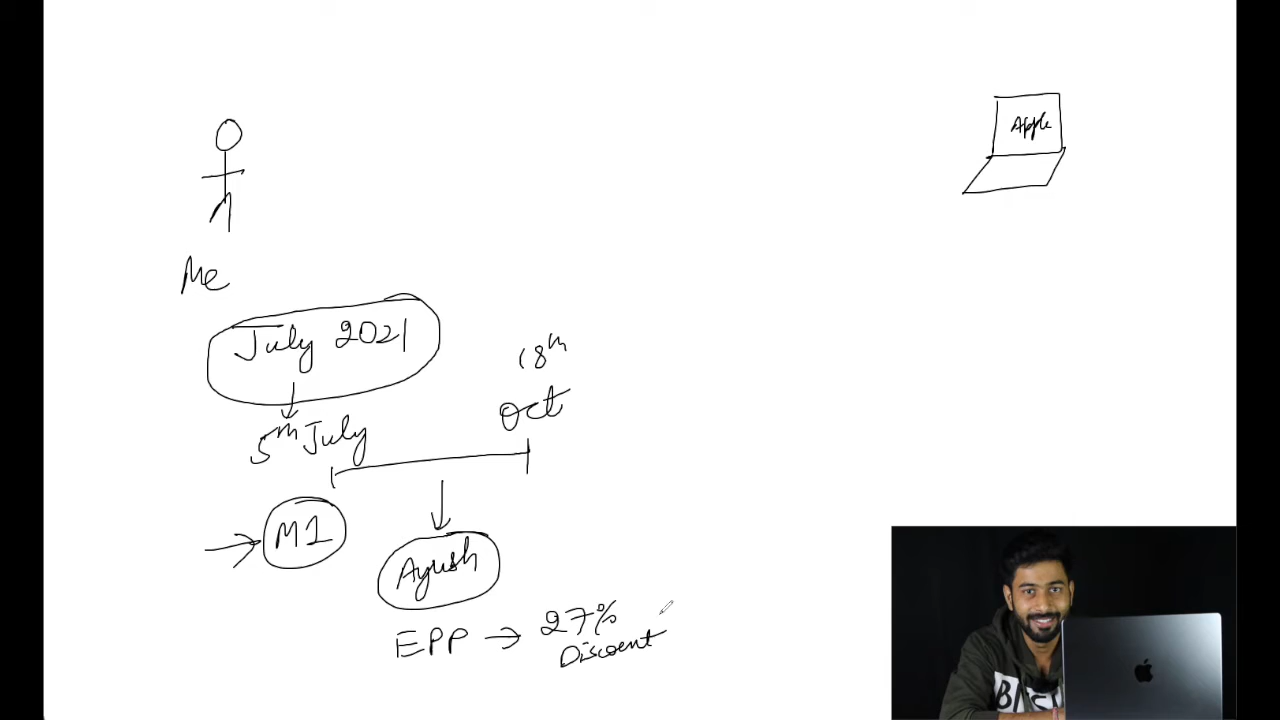 Apple
Me
July 2021
18th
Oct
5th July
M1
Ayush
EPP → 27%
Discount